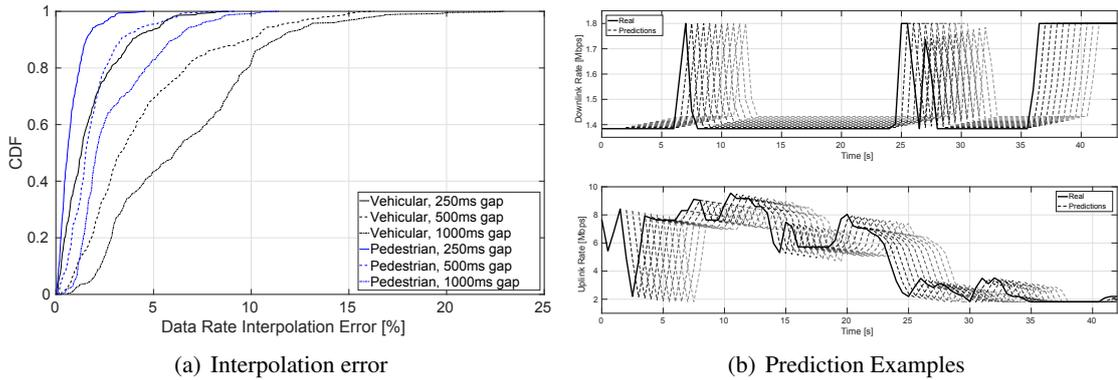 CDF
1
0.8
0.6
0.4
0.2
0
0 5% 10% 15% 20% 25%
Data Rate Interpolation Error [%]
Vehicular, 250ms gap
Vehicular, 500ms gap
Vehicular, 1000ms gap
Pedestrian, 250ms gap
Pedestrian, 500ms gap
Pedestrian, 1000ms gap
(a) Interpolation error
Downlink Rate [Mbps]
1.8
1.7
1.6
1.5
1.4
Real
Predictions
0 5 10 15 20 25 30 35 40
Time [s]
Uplink Rate [Mbps]
10
8
6
4
2
Real
Predictions
0 5 10 15 20 25 30 35 40
Time [s]
(b) Prediction Examples